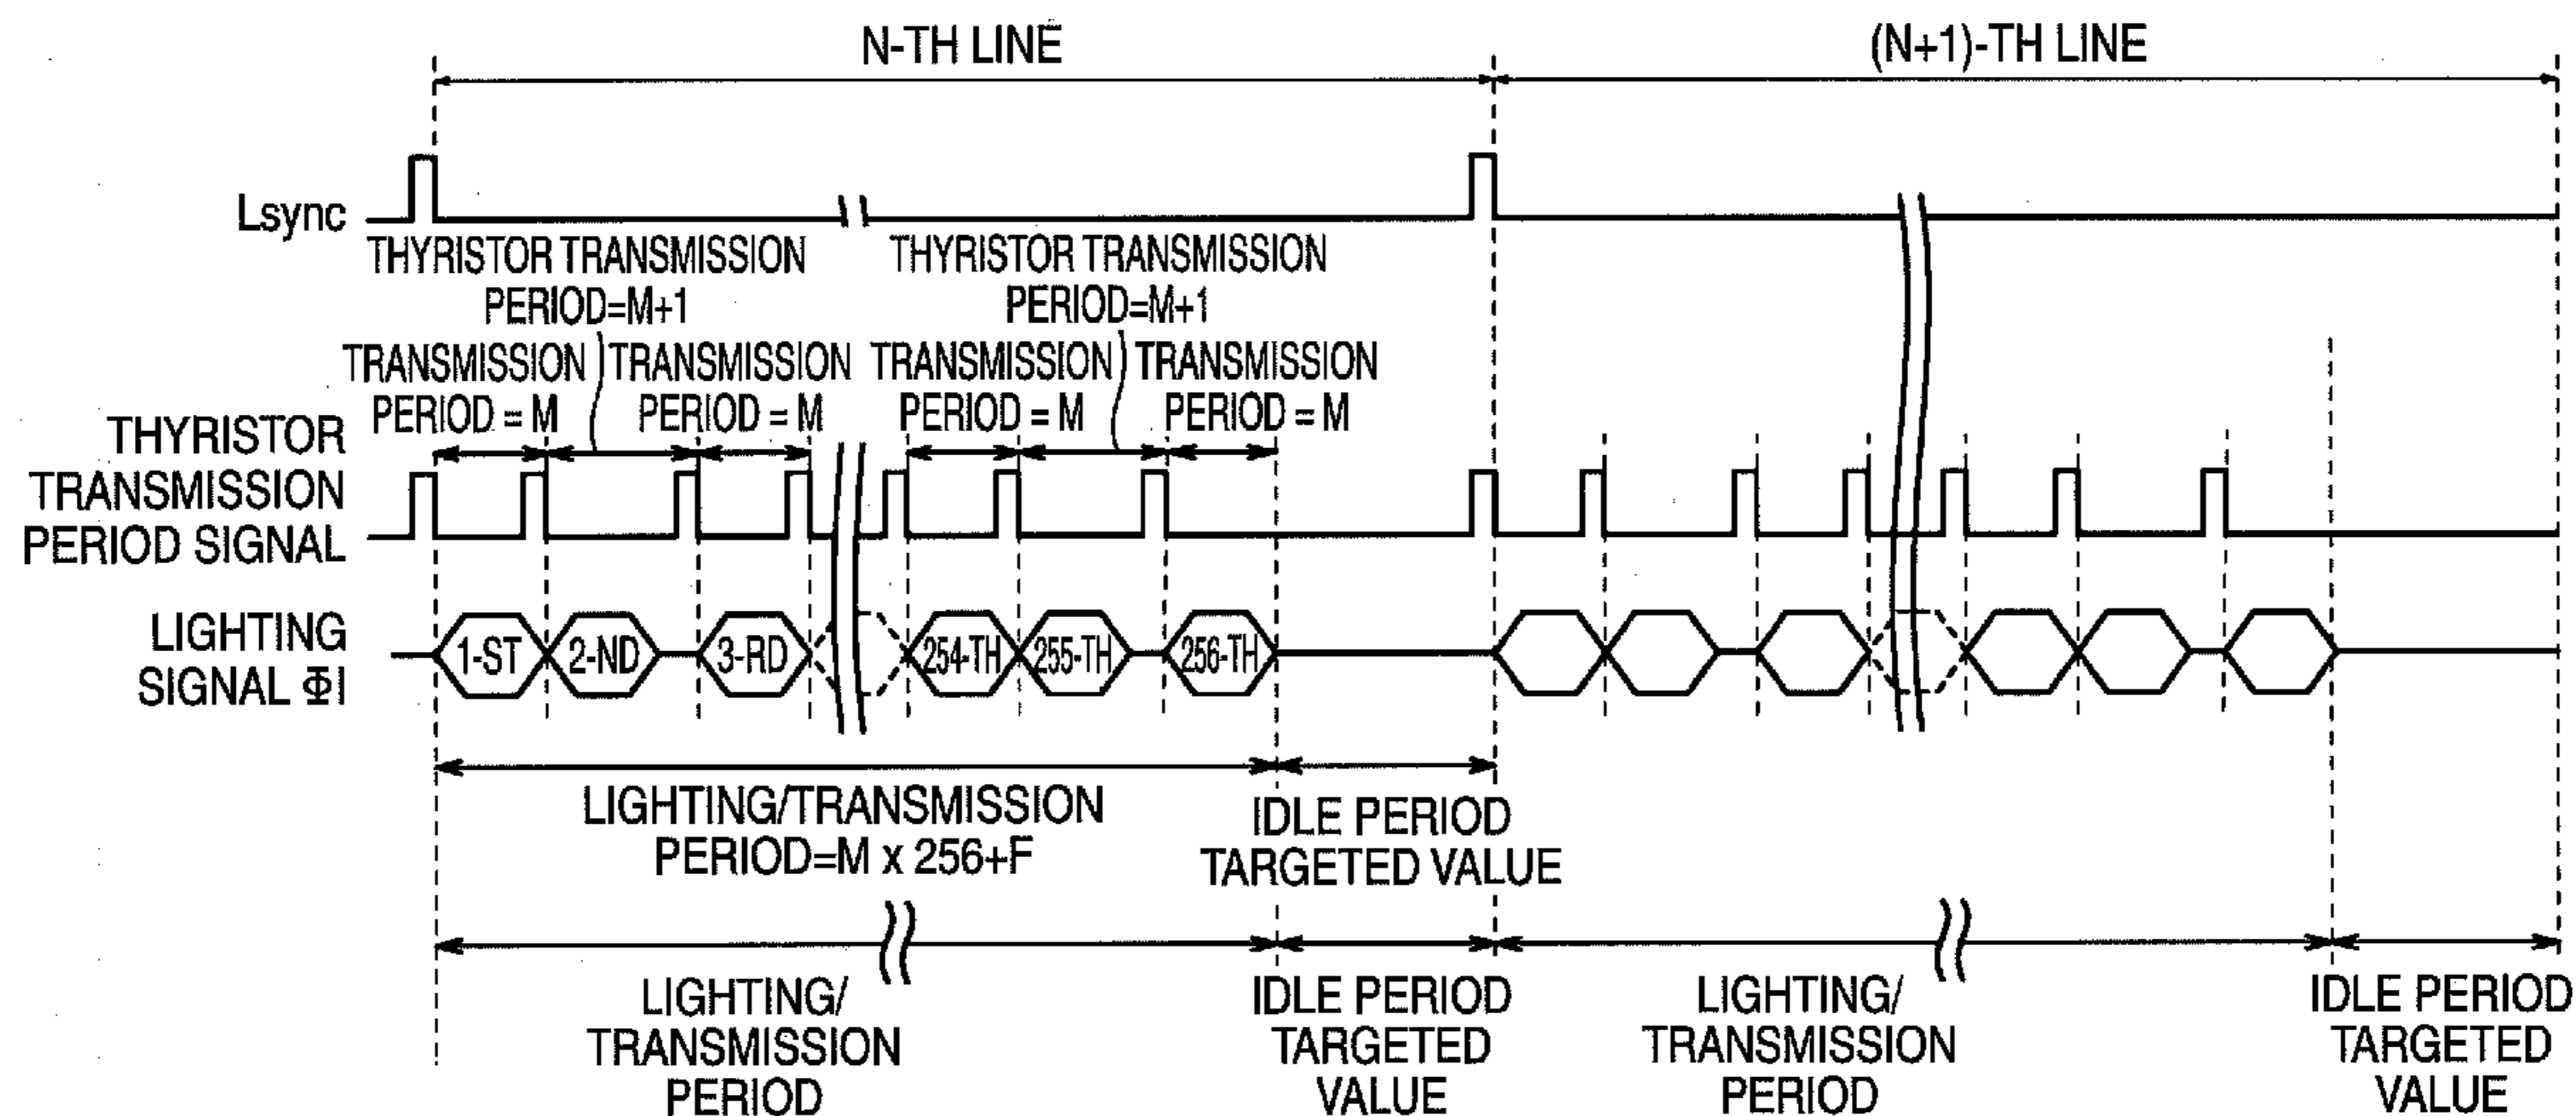 N-TH LINE
(N+1)-TH LINE
Lsync
THYRISTOR TRANSMISSION
PERIOD=M+1
THYRISTOR TRANSMISSION
PERIOD=M+1
TRANSMISSION
PERIOD = M
TRANSMISSION
PERIOD = M
TRANSMISSION
PERIOD = M
TRANSMISSION
PERIOD = M
THYRISTOR
TRANSMISSION
PERIOD SIGNAL
LIGHTING
SIGNAL ΦI
1-ST
2-ND
3-RD
254-TH
255-TH
256-TH
LIGHTING/TRANSMISSION
PERIOD=M x 256+F
IDLE PERIOD
TARGETED VALUE
LIGHTING/
TRANSMISSION
PERIOD
IDLE PERIOD
TARGETED
VALUE
LIGHTING/
TRANSMISSION
PERIOD
IDLE PERIOD
TARGETED
VALUE